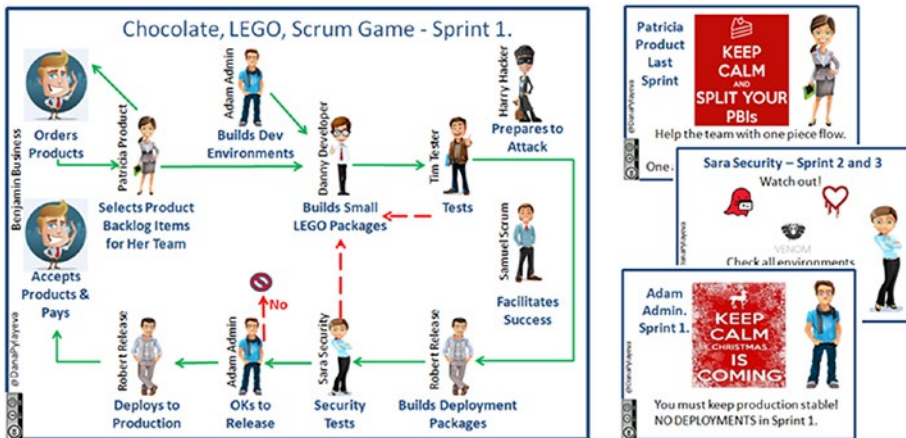 Chocolate, LEGO, Scrum Game - Sprint 1.
Benjamin Business
Orders
Products
Patricia Product
Selects Product
Backlog Items
for Her Team
Adam Admin
Builds Dev
Environments
Danny Developer
Builds Small
LEGO Packages
Tim Tester
Tests
Harry Hacker
Prepares to
Attack
Samuel Scrum
Facilitates
Success
Accepts
Products &
Pays
Robert Release
Deploys to
Production
No
Adam Admin
OKs to
Release
Sara Security
Security
Tests
Robert Release
Builds Deployment
Packages
@DanaPylayeva
Patricia
Product
Last
Sprint
KEEP
CALM
AND
SPLIT YOUR
PBIs
Help the team with one piece flow.
One
@DanaPylayeva
Sara Security – Sprint 2 and 3
Watch out!
VENOM
Check all environments
Adam
Admin.
Sprint 1.
KEEP
CALM
CHRISTMAS
IS
COMING
You must keep production stable!
NO DEPLOYMENTS in Sprint 1.
@DanaPylayeva